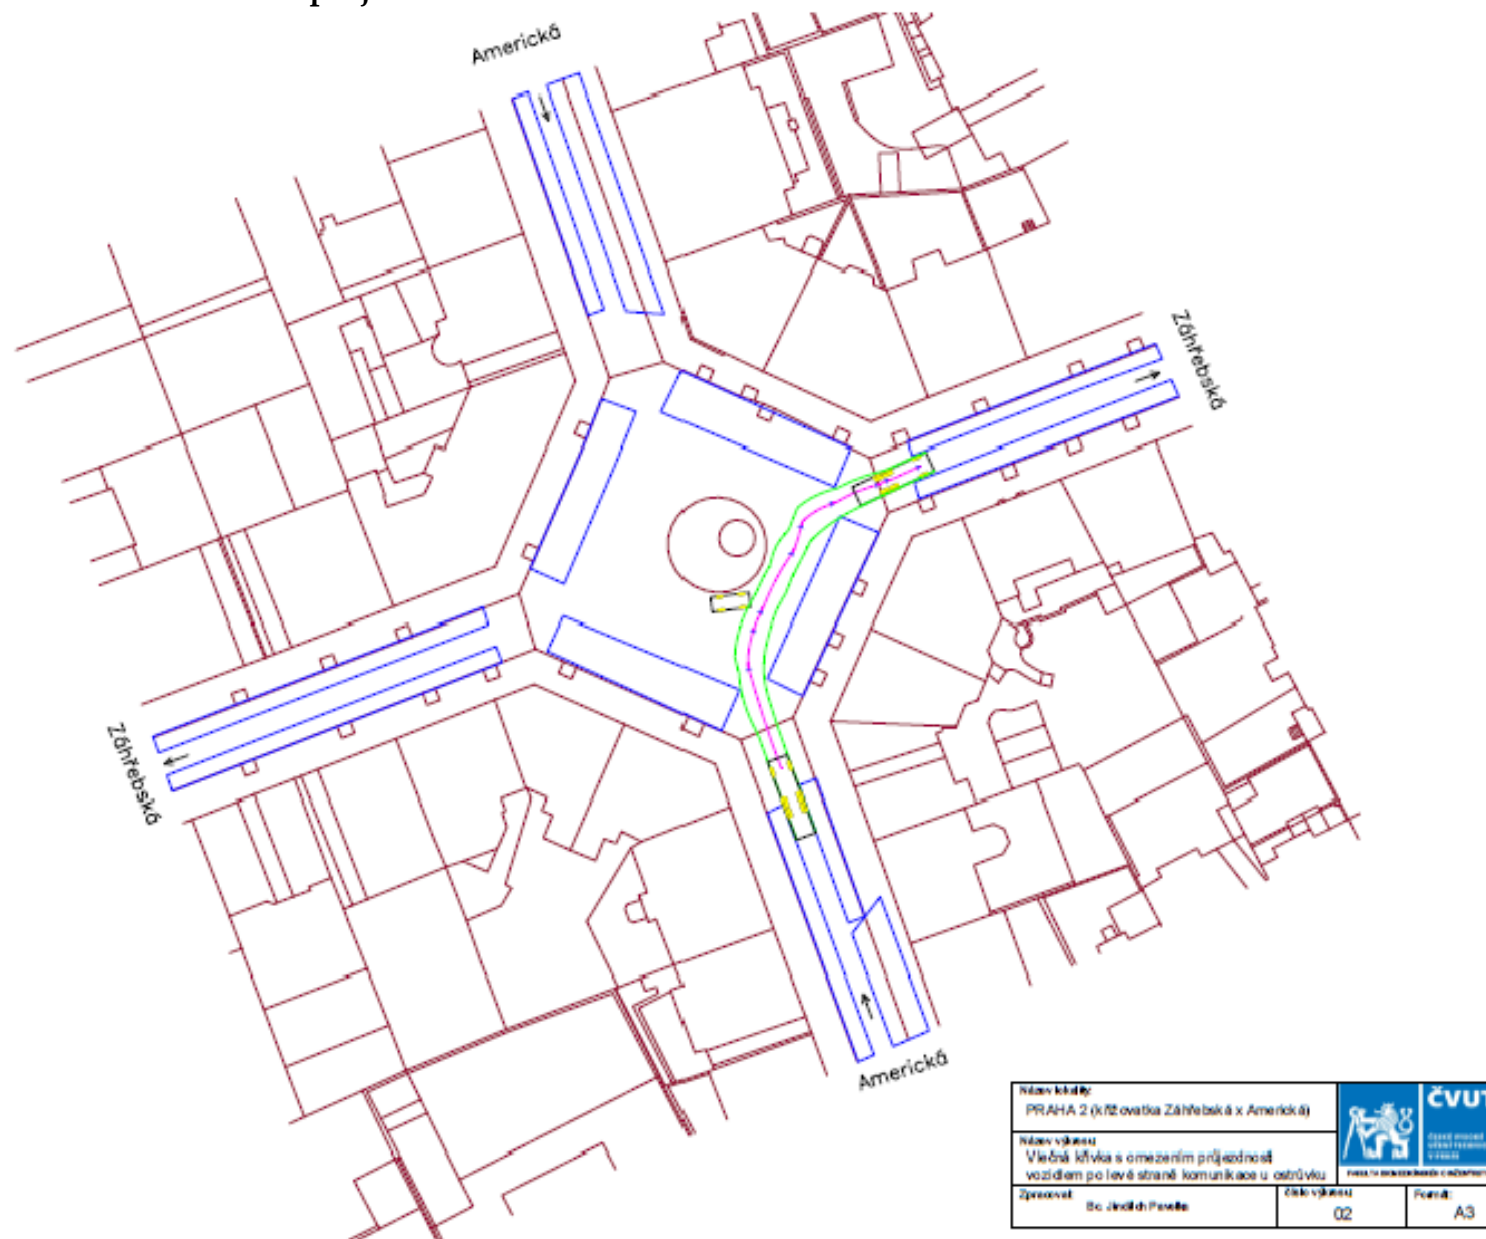 Americká
Záhřebská
Záhřebská
Americká
Název lokality:
PRAHA 2 (křižovatka Záhřebská x Americká)
Název výkresu:
Vlečná křivka s omezením průjezdnosti
vozidlem po levé straně komunikace u ostrůvku
Zpracoval:
Bc. Jindřich
číslo výkresu:
02
Formát:
A3
ČVUT